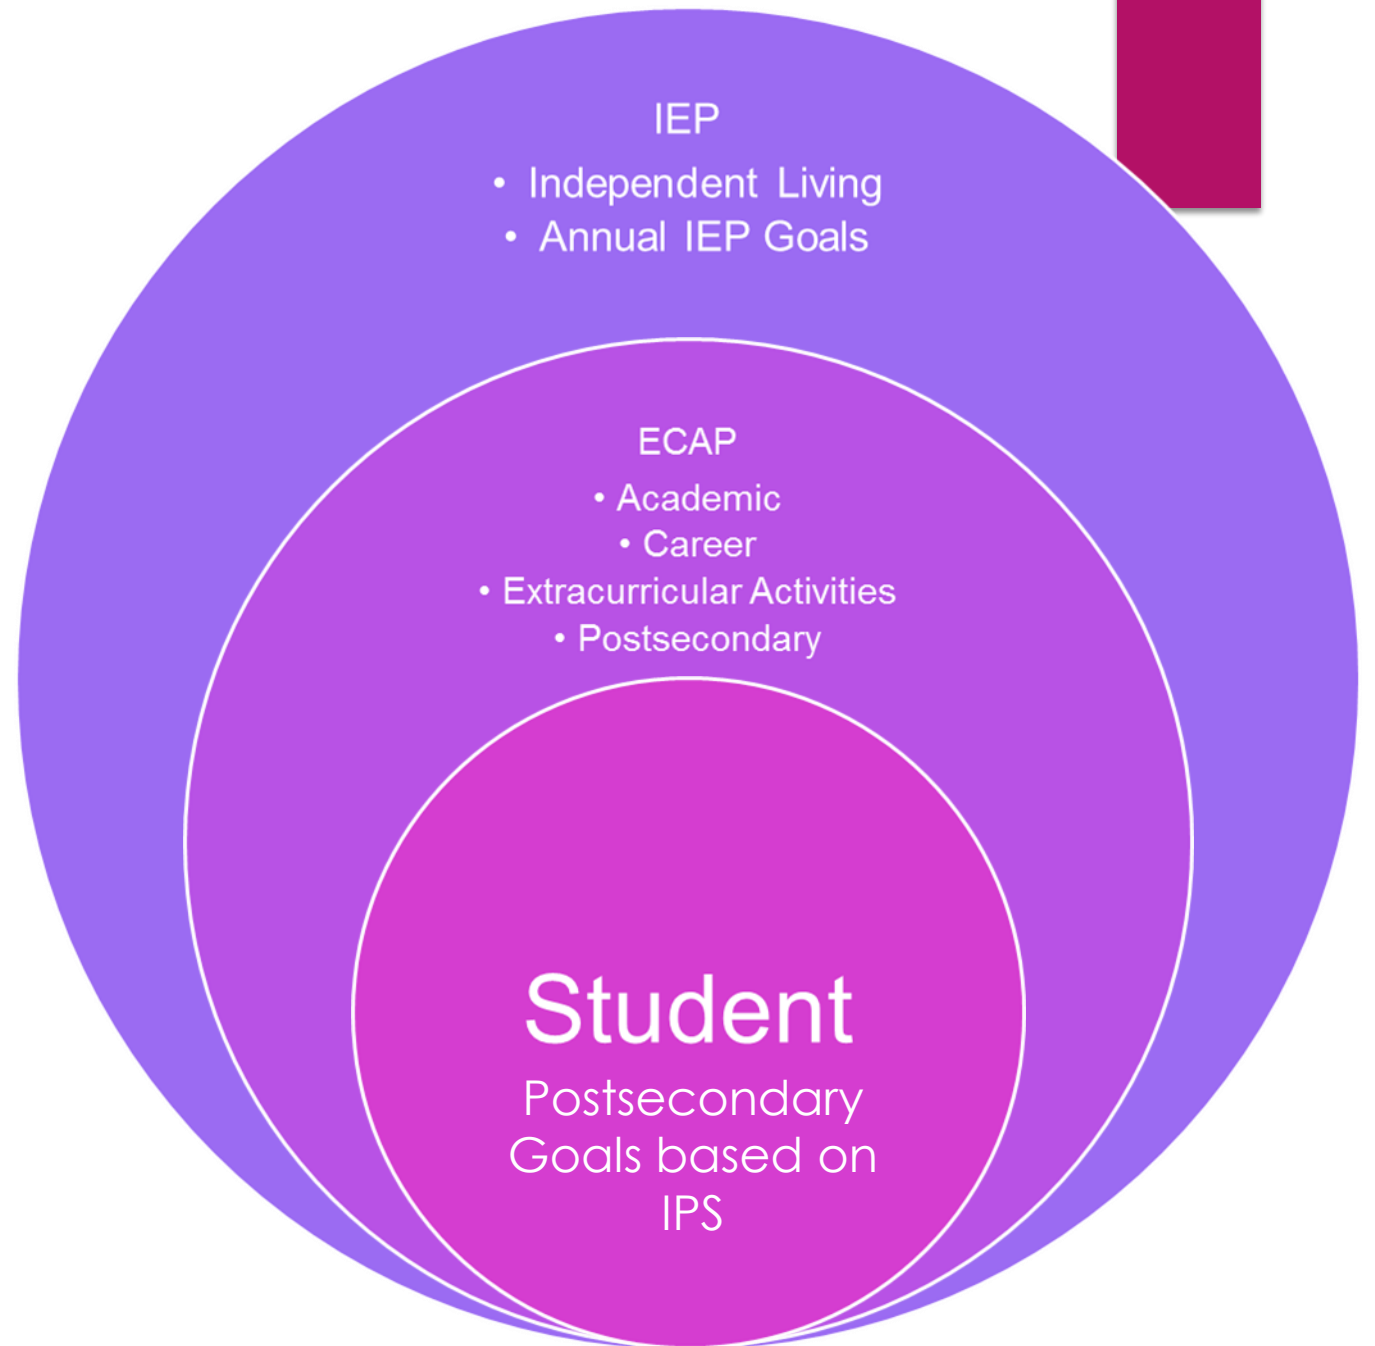 IEP
• Independent Living
• Annual IEP Goals
ECAP
• Academic
• Career
• Extracurricular Activities
• Postsecondary
Student
Postsecondary
Goals based on
IPS